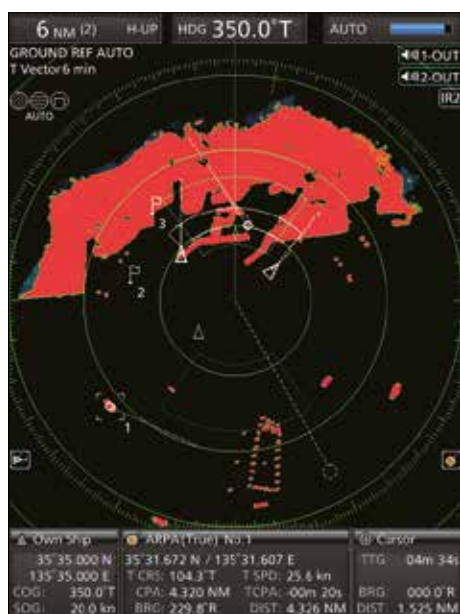 6 NM (2) H-UP HDG 350.0°T AUTO
GROUND REF AUTO
T Vector 6 min
1-OUT
2-OUT
IR2
AUTO
3
2
1
Own Ship
35°35.000 N
135°35.000 E
COG: 350.0°T
SOG: 20.0 kn
ARPA(True) No.1
35°31.672 N / 135°31.607 E
T CRS: 104.3°T T SPD: 25.6 kn
CPA: 4.320 NM TCPA: -00m 20s
BRG: 229.8°R DIST: 4.326 NM
Cursor
TTG: 04m 34s
BRG: 000.0°R
DIST: 1.526 NM